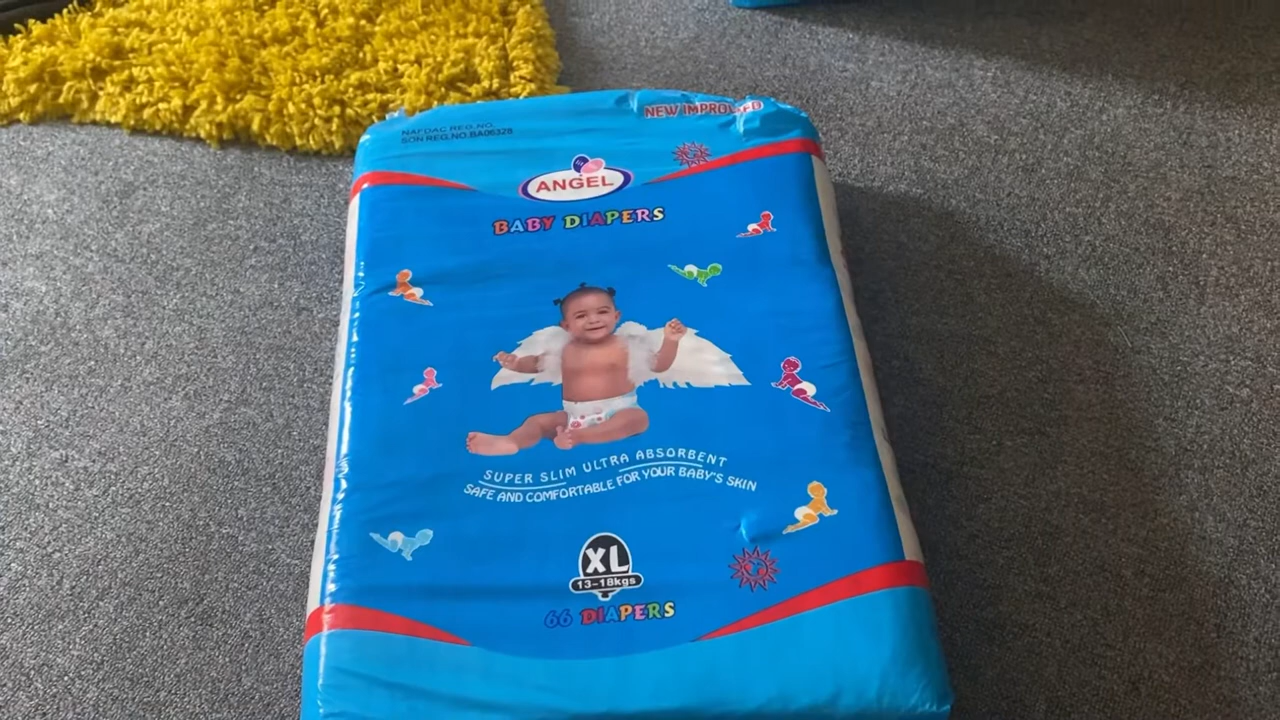 NEW IMPROVED
NAFDAC REG.NO.
SON REG.NO.BA06328
ANGEL
BABY DIAPERS
SUPER SLIM ULTRA ABSORBENT
SAFE AND COMFORTABLE FOR YOUR BABY'S SKIN
XL
13-18kgs
66 DIAPERS